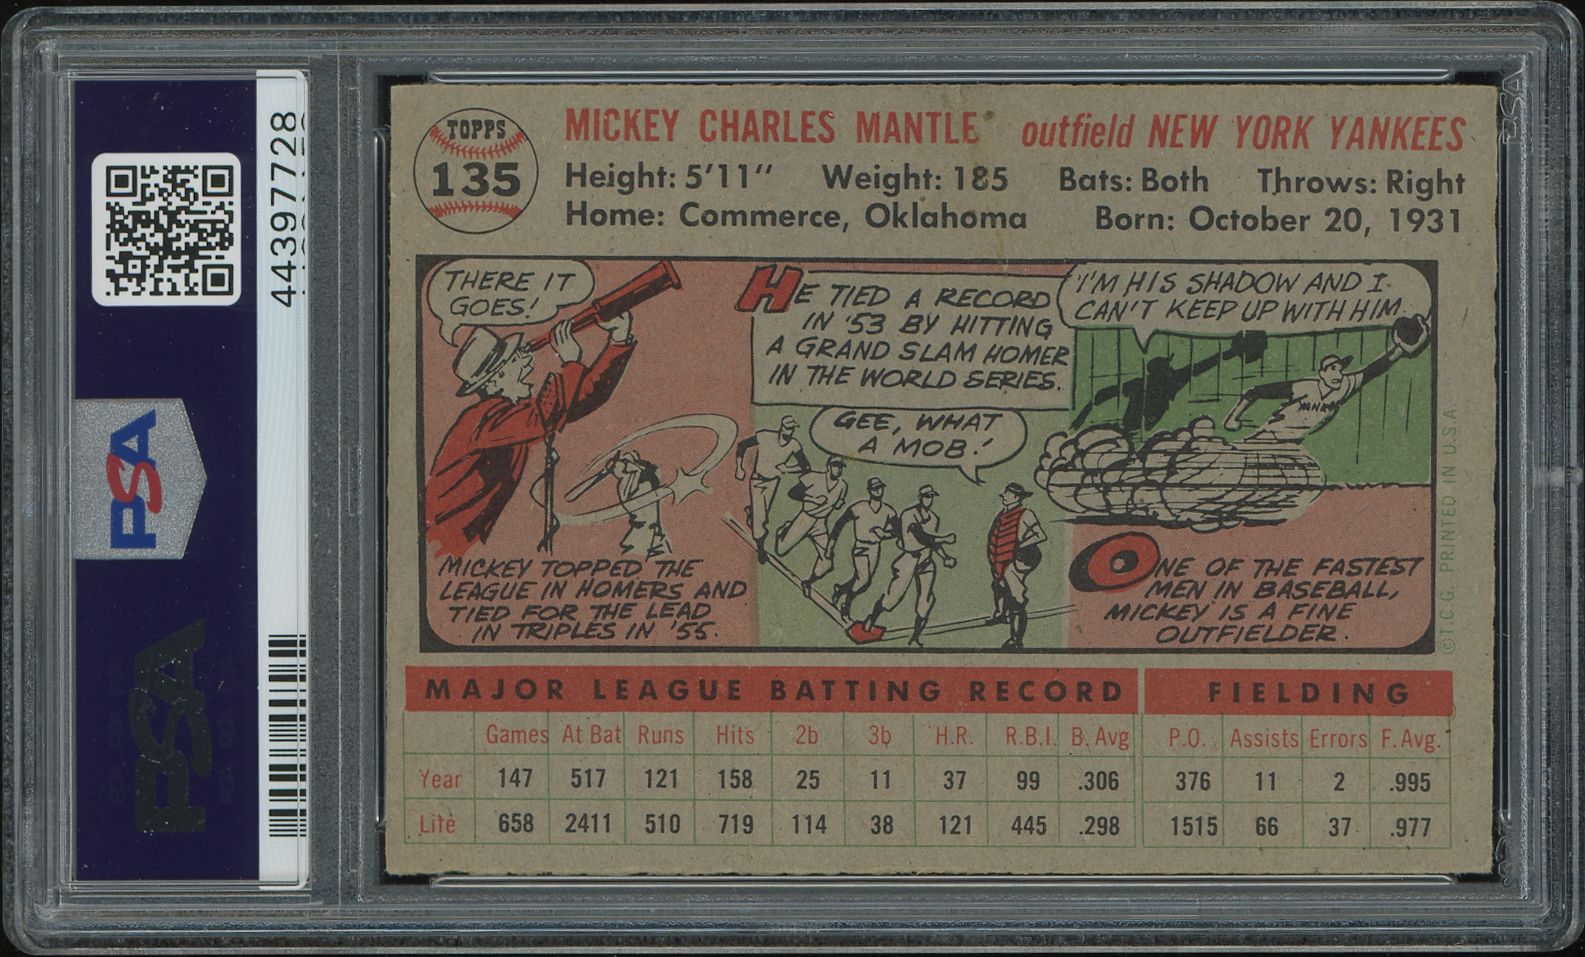 44397728
PSA
PSA
TOPPS
135
MICKEY CHARLES MANTLE outfield NEW YORK YANKEES
Height: 5'11" Weight: 185 Bats: Both Throws: Right
Home: Commerce, Oklahoma Born: October 20, 1931
THERE IT
GOES!
MICKEY TOPPED THE
LEAGUE IN HOMERS AND
TIED FOR THE LEAD
IN TRIPLES IN '55.
HE TIED A RECORD
IN '53 BY HITTING
A GRAND SLAM HOMER
IN THE WORLD SERIES.
GEE, WHAT
A MOB!
I'M HIS SHADOW AND I
CAN'T KEEP UP WITH HIM.
YANK
ONE OF THE FASTEST
MEN IN BASEBALL,
MICKEY IS A FINE
OUTFIELDER.
© T.C.G. PRINTED IN U.S.A.
MAJOR LEAGUE BATTING RECORD FIELDING
Games At Bat Runs Hits 2b 3b H.R. R.B.I. B. Avg P.O. Assists Errors F. Avg.
Year 147 517 121 158 25 11 37 99 .306 376 11 2 .995
Life 658 2411 510 719 114 38 121 445 .298 1515 66 37 .977